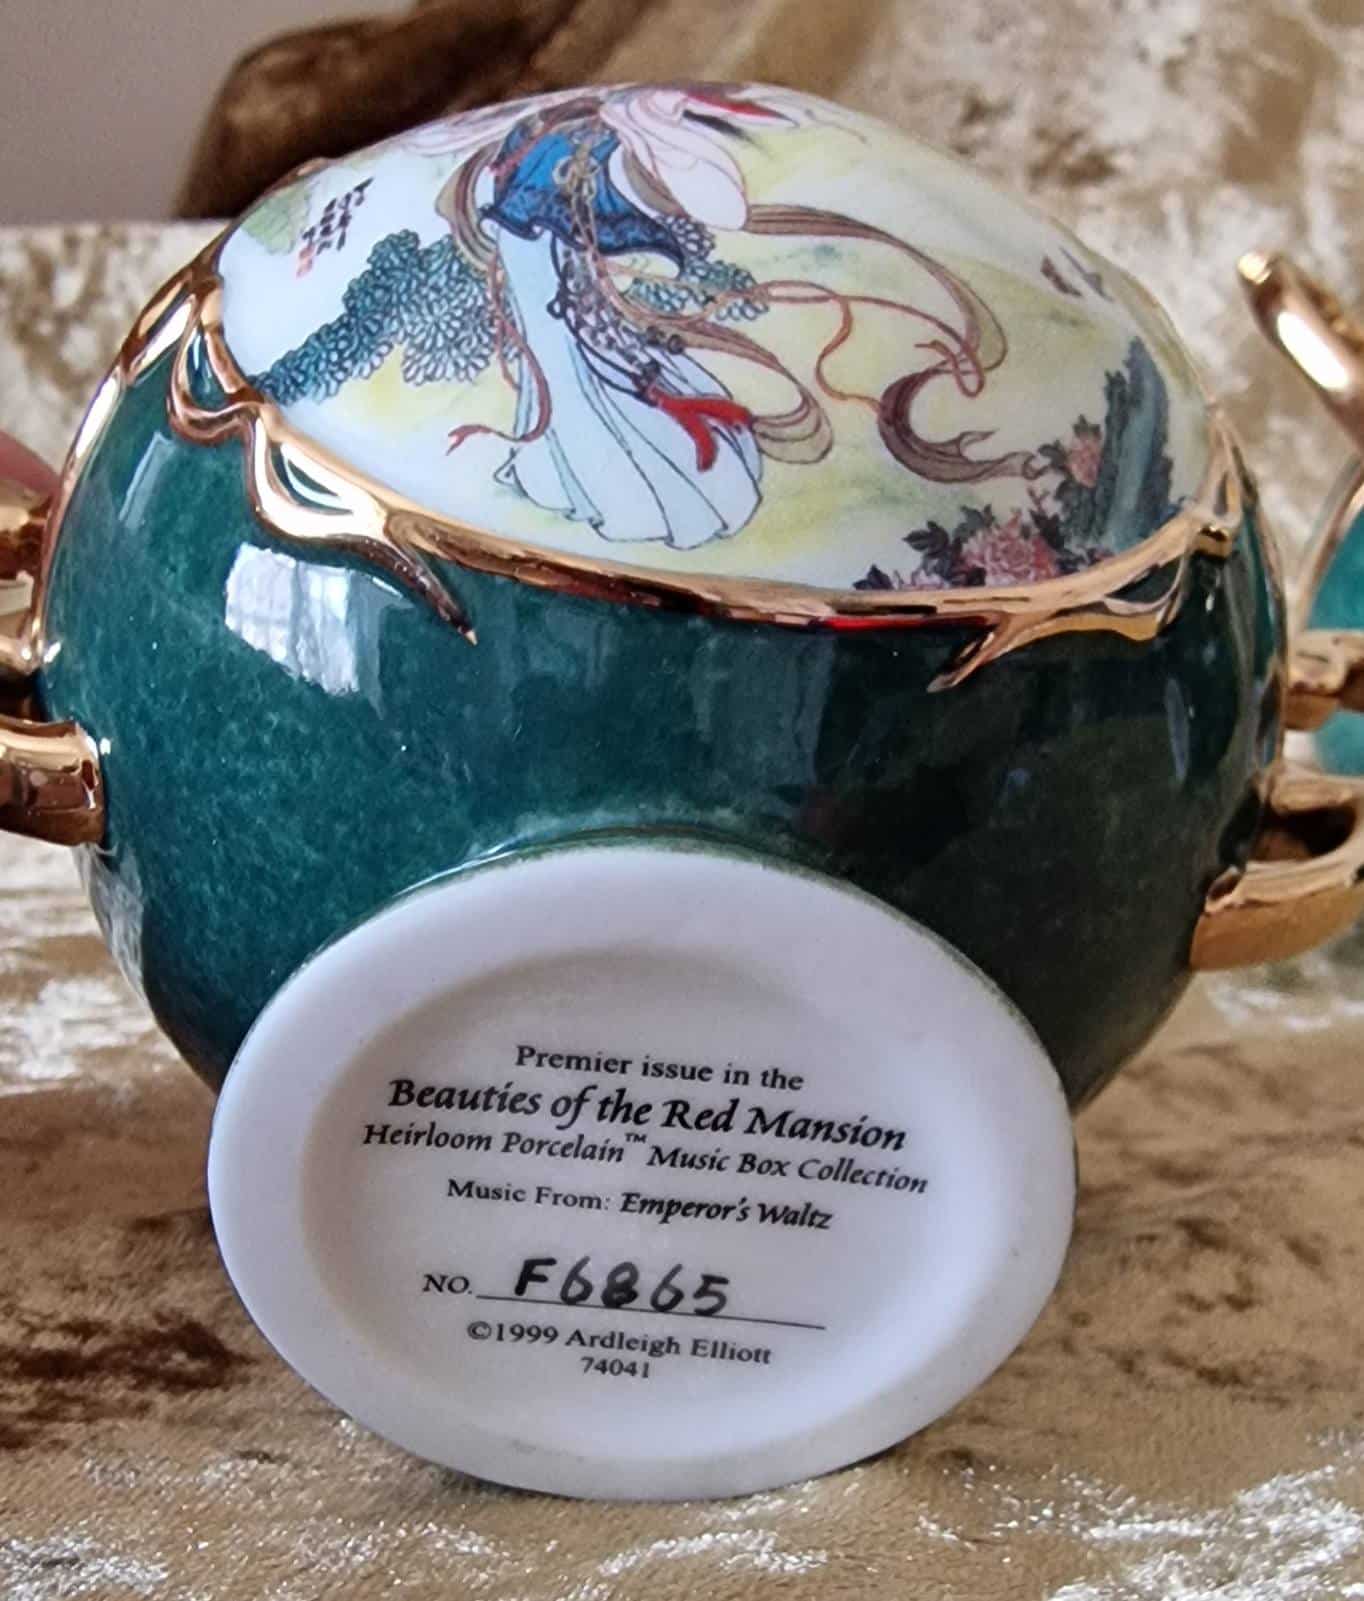 Premier issue in the
Beauties of the Red Mansion
Heirloom Porcelain™ Music Box Collection
Music From: Emperor's Waltz
NO. F6865
©1999 Ardleigh Elliott
74041